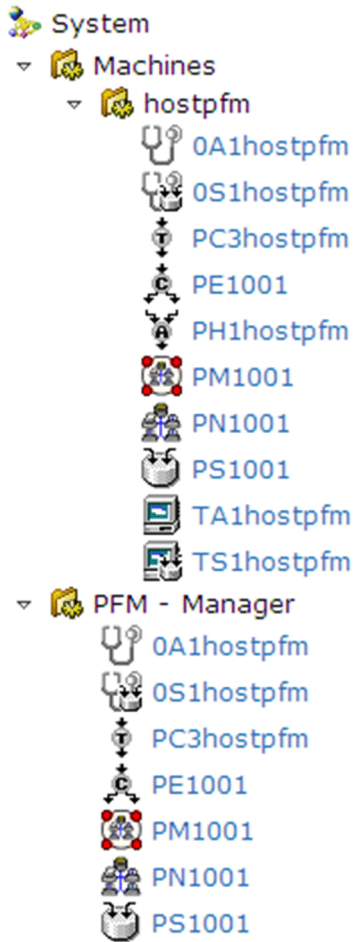 System
Machines
hostpfm
0A1hostpfm
0S1hostpfm
PC3hostpfm
PE1001
PH1hostpfm
PM1001
PN1001
PS1001
TA1hostpfm
TS1hostpfm
PFM - Manager
0A1hostpfm
0S1hostpfm
PC3hostpfm
PE1001
PM1001
PN1001
PS1001